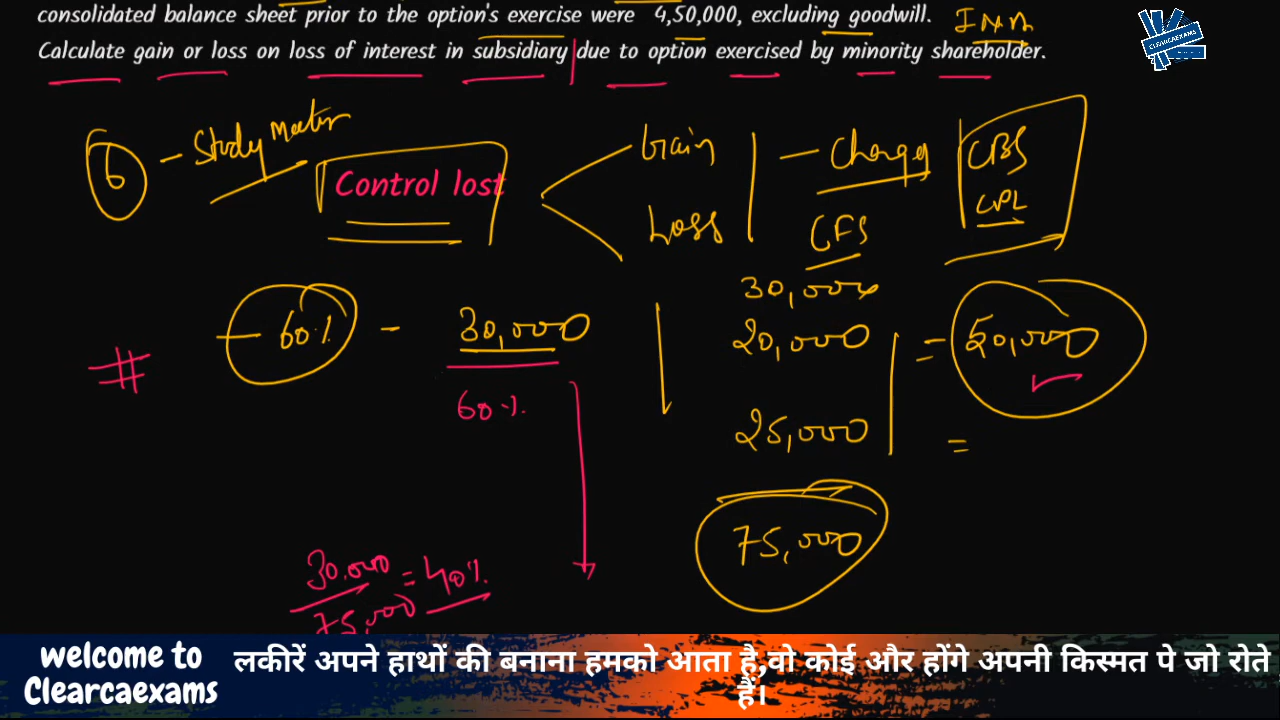 consolidated balance sheet prior to the option's exercise were 4,50,000, excluding goodwill.
INR
CLEARCAEXAMS
Calculate gain or loss on loss of interest in subsidiary due to option exercised by minority shareholder.
6 - Study Mater
Control lost
Gain
Loss
- Charge
CFS
CBS
CPL
- 60% - 30,000
60%
30,000
20,000 = 50,000
25,000 =
75,000
#
30,000 = 40%
75,000
welcome to
Clearcaexams
लकीरें अपने हाथों की बनाना हमको आता है,वो कोई और होंगे अपनी किस्मत पे जो रोते
हैं।